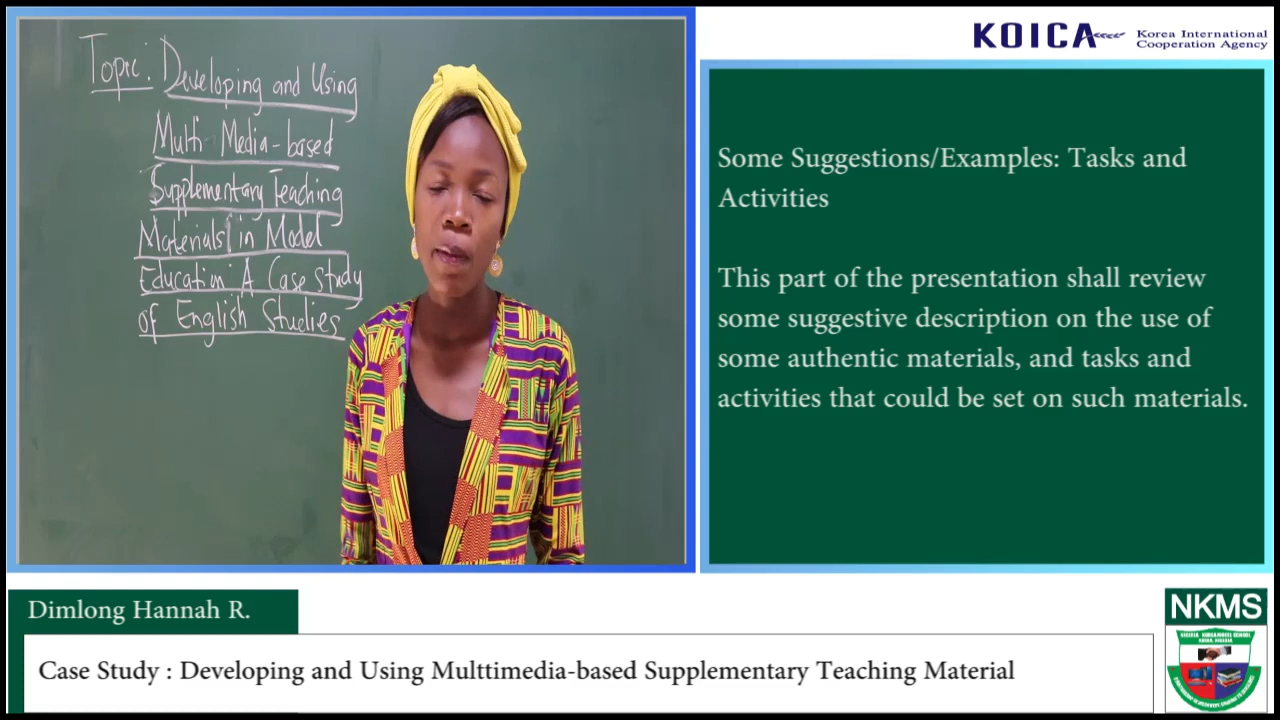 Topic: Developing and Using
Multi Media-based
Supplementary Teaching
Materials in Model
Education: A Case Study
of English Studies
KOICA
Korea International
Cooperation Agency
Some Suggestions/Examples: Tasks and
Activities
This part of the presentation shall review
some suggestive description on the use of
some authentic materials, and tasks and
activities that could be set on such materials.
Dimlong Hannah R.
Case Study : Developing and Using Multtimedia-based Supplementary Teaching Material
NKMS